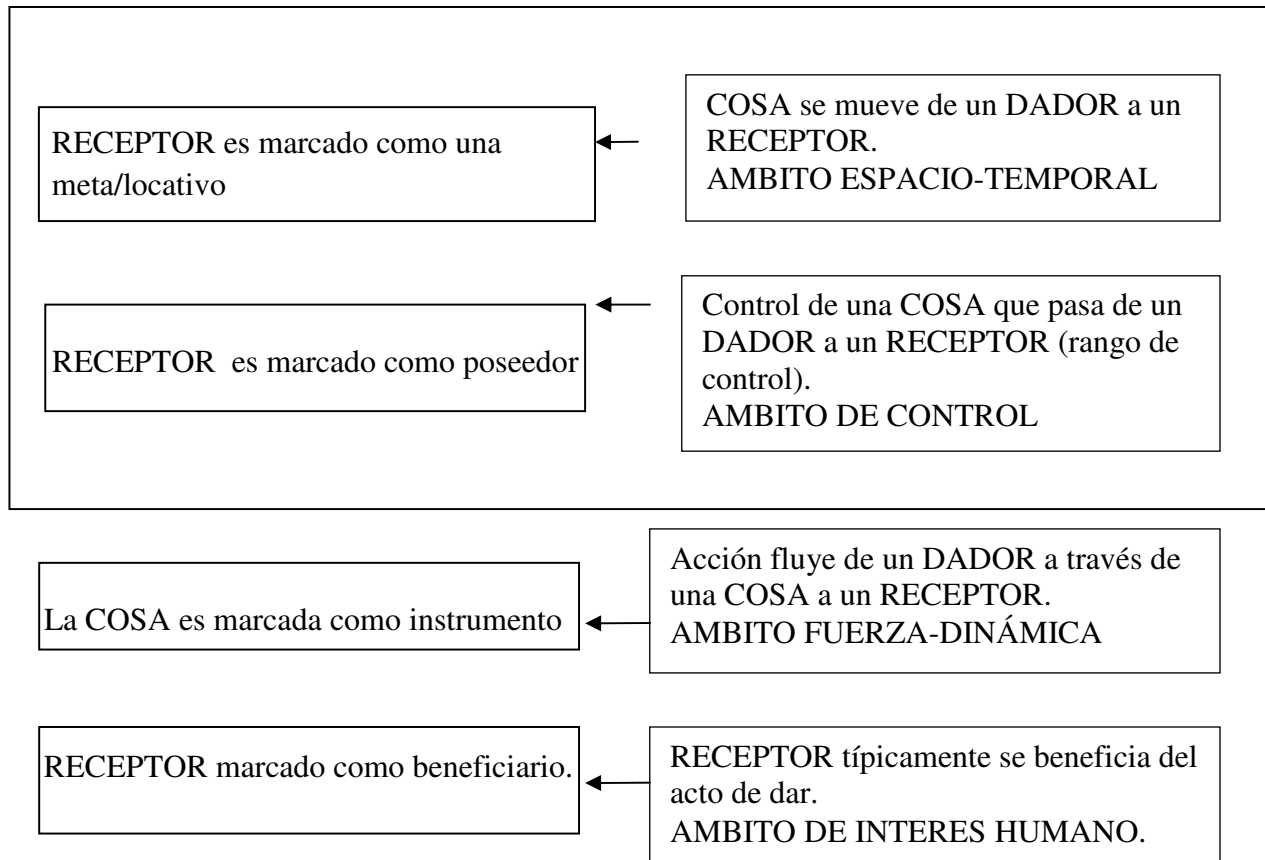 RECEPTOR es marcado como una
meta/locativo
COSA se mueve de un DADOR a un
RECEPTOR.
AMBITO ESPACIO-TEMPORAL
RECEPTOR es marcado como poseedor
Control de una COSA que pasa de un
DADOR a un RECEPTOR (rango de
control).
AMBITO DE CONTROL
La COSA es marcada como instrumento
Acción fluye de un DADOR a través de
una COSA a un RECEPTOR.
AMBITO FUERZA-DINÁMICA
RECEPTOR marcado como beneficiario.
RECEPTOR típicamente se beneficia del
acto de dar.
AMBITO DE INTERES HUMANO.